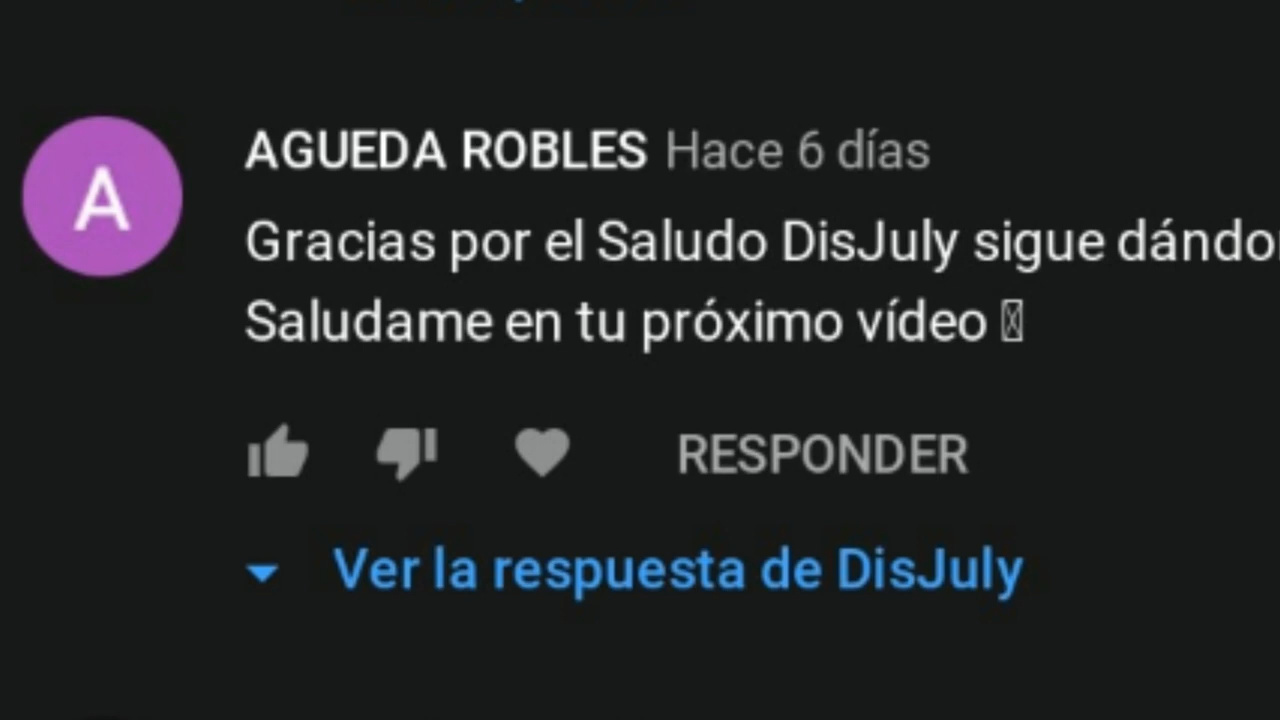 A
AGUEDA ROBLES Hace 6 días
Gracias por el Saludo DisJuly sigue
Saludame en tu próximo vídeo
RESPONDER
Ver la respuesta de DisJuly